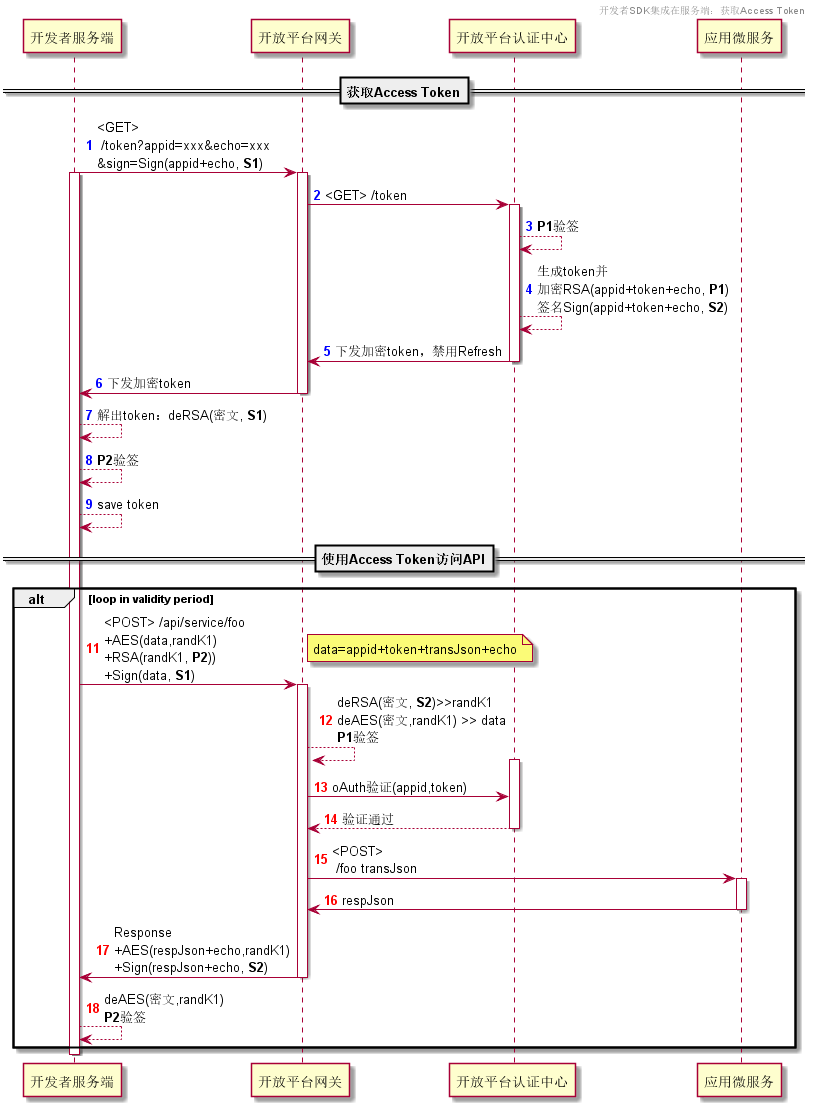 开发者SDK集成在服务端：获取Access Token
开发者服务端
开放平台网关
开放平台认证中心
应用微服务
获取Access Token
<GET>
1 /token?appid=xxx&echo=xxx
&sign=Sign(appid+echo, S1)
2 <GET> /token
3 P1验签
生成token并
4 加密RSA(appid+token+echo, P1)
签名Sign(appid+token+echo, S2)
5 下发加密token，禁用Refresh
6 下发加密token
7 解出token：deRSA(密文, S1)
8 P2验签
9 save token
使用Access Token访问API
alt [loop in validity period]
<POST> /api/service/foo
+AES(data,randK1)
11 +RSA(randK1, P2))
+Sign(data, S1)
data=appid+token+transJson+echo
deRSA(密文, S2)>>randK1
12 deAES(密文,randK1) >> data
P1验签
13 oAuth验证(appid,token)
14 验证通过
<POST>
15 /foo transJson
16 respJson
Response
17 +AES(respJson+echo,randK1)
+Sign(respJson+echo, S2)
deAES(密文,randK1)
18 P2验签
开发者服务端
开放平台网关
开放平台认证中心
应用微服务